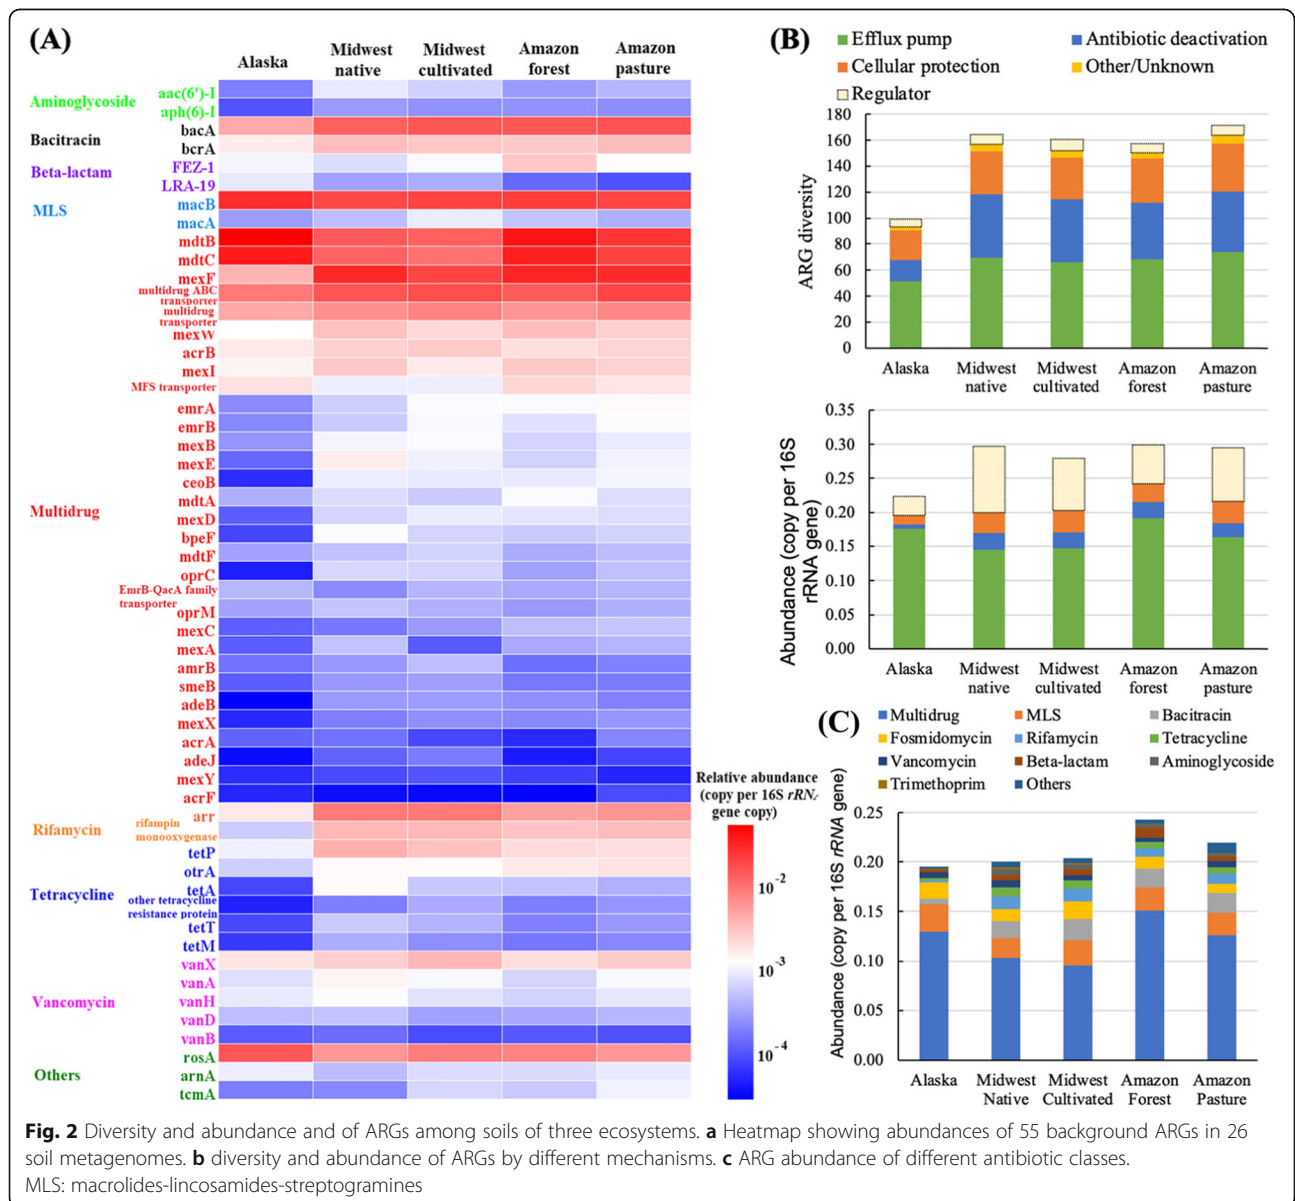 (A)
Alaska
Midwest
native
Midwest
cultivated
Amazon
forest
Amazon
pasture
Aminoglycoside
aac(6')-I
aph(6)-I
Bacitracin
bacA
bcrA
Beta-lactam
FEZ-1
LRA-19
MLS
macB
macA
mdtB
mdtC
mexF
multidrug ABC
transporter
multidrug
transporter
mexW
acrB
mexI
MFS transporter
emrA
emrB
mexB
mexE
ceoB
mdtA
Multidrug
mexD
bpeF
mdtF
oprC
EmrB-QacA family
transporter
oprM
mexC
mexA
amrB
smeB
adeB
mexX
acrA
adeJ
mexY
acrF
arr
Rifamycin
rifampin
monooxygenase
tetP
otrA
Tetracycline
tetA
other tetracycline
resistance protein
tetT
tetM
vanX
vanA
Vancomycin
vanH
vanD
vanB
rosA
Others
arnA
tcmA
Relative abundance
(copy per 16S rRN
gene copy)
10-2
10-3
10-4
(B)
Efflux pump
Antibiotic deactivation
Cellular protection
Other/Unknown
Regulator
ARG diversity
180
160
140
120
100
80
60
40
20
0
Alaska
Midwest
native
Midwest
cultivated
Amazon
forest
Amazon
pasture
Abundance (copy per 16S
rRNA gene)
0.35
0.30
0.25
0.20
0.15
0.10
0.05
0.00
Alaska
Midwest
native
Midwest
cultivated
Amazon
forest
Amazon
pasture
(C)
Multidrug
MLS
Bacitracin
Fosmidomycin
Rifamycin
Tetracycline
Vancomycin
Beta-lactam
Aminoglycoside
Trimethoprim
Others
Abundance (copy per 16S rRNA gene)
0.25
0.20
0.15
0.10
0.05
0.00
Alaska
Midwest
Native
Midwest
Cultivated
Amazon
Forest
Amazon
Pasture
Fig. 2 Diversity and abundance and of ARGs among soils of three ecosystems. a Heatmap showing abundances of 55 background ARGs in 26
soil metagenomes. b diversity and abundance of ARGs by different mechanisms. c ARG abundance of different antibiotic classes.
MLS: macrolides-lincosamides-streptogramines